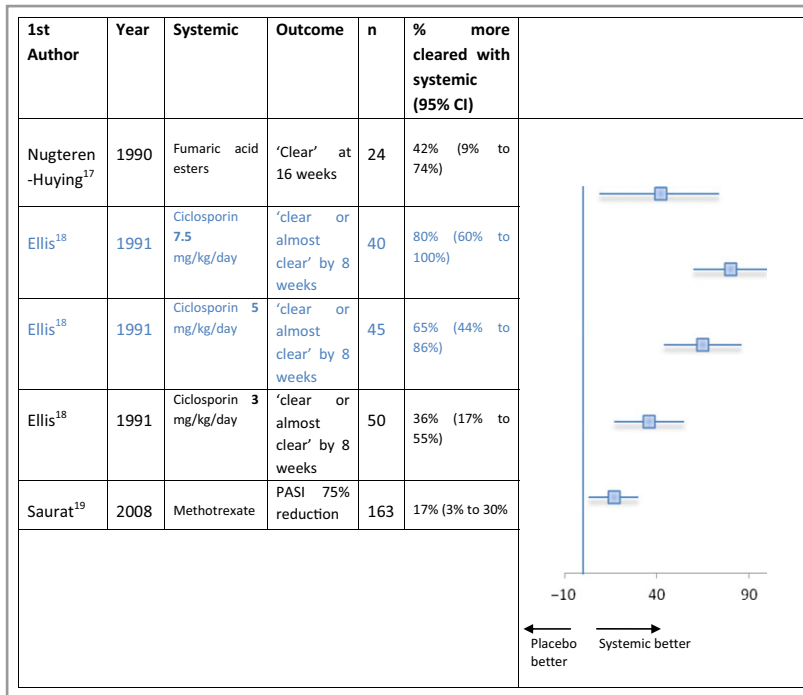 1st Author Year Systemic Outcome n % more cleared with systemic (95% CI)
Nugteren-Huying17 1990 Fumaric acid esters ‘Clear’ at 16 weeks 24 42% (9% to 74%)
Ellis18 1991 Ciclosporin 7.5 mg/kg/day ‘clear or almost clear’ by 8 weeks 40 80% (60% to 100%)
Ellis18 1991 Ciclosporin 5 mg/kg/day ‘clear or almost clear’ by 8 weeks 45 65% (44% to 86%)
Ellis18 1991 Ciclosporin 3 mg/kg/day ‘clear or almost clear’ by 8 weeks 50 36% (17% to 55%)
Saurat19 2008 Methotrexate PASI 75% reduction 163 17% (3% to 30%
−10 40 90
Placebo better Systemic better